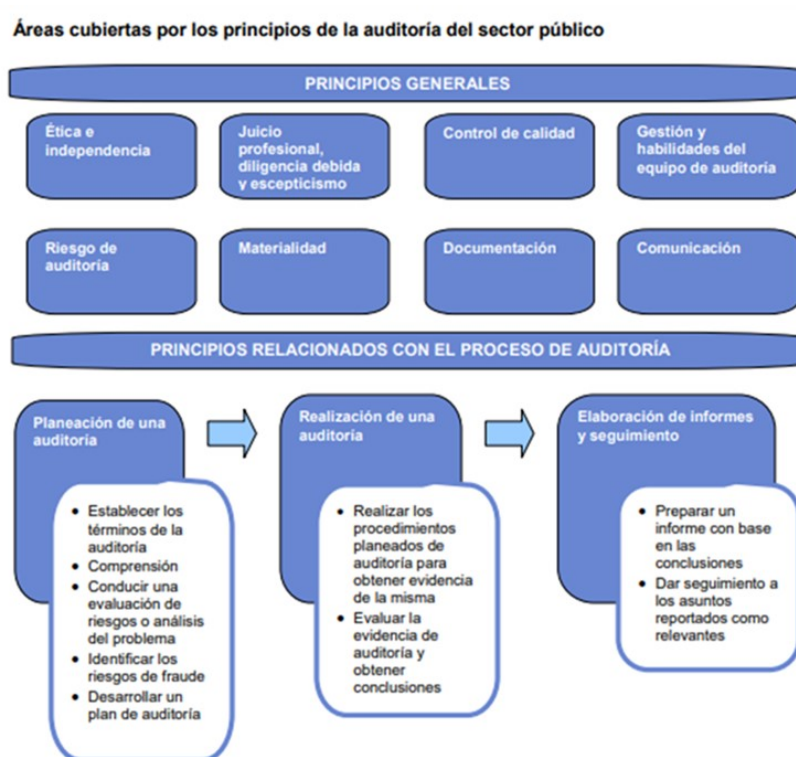 Áreas cubiertas por los principios de la auditoría del sector público
PRINCIPIOS GENERALES
Ética e
independencia
Juicio
profesional,
diligencia debida
y escepticismo
Control de calidad
Gestión y
habilidades del
equipo de auditoría
Riesgo de
auditoría
Materialidad
Documentación
Comunicación
PRINCIPIOS RELACIONADOS CON EL PROCESO DE AUDITORÍA
Planeación de una
auditoría
• Establecer los
términos de la
auditoría
• Comprensión
• Conducir una
evaluación de
riesgos o análisis
del problema
• Identificar los
riesgos de fraude
• Desarrollar un
plan de auditoría
Realización de una
auditoría
• Realizar los
procedimientos
planeados de
auditoría para
obtener evidencia
de la misma
• Evaluar la
evidencia de
auditoría y
obtener
conclusiones
Elaboración de informes
y seguimiento
• Preparar un
informe con base
en las
conclusiones
• Dar seguimiento a
los asuntos
reportados como
relevantes